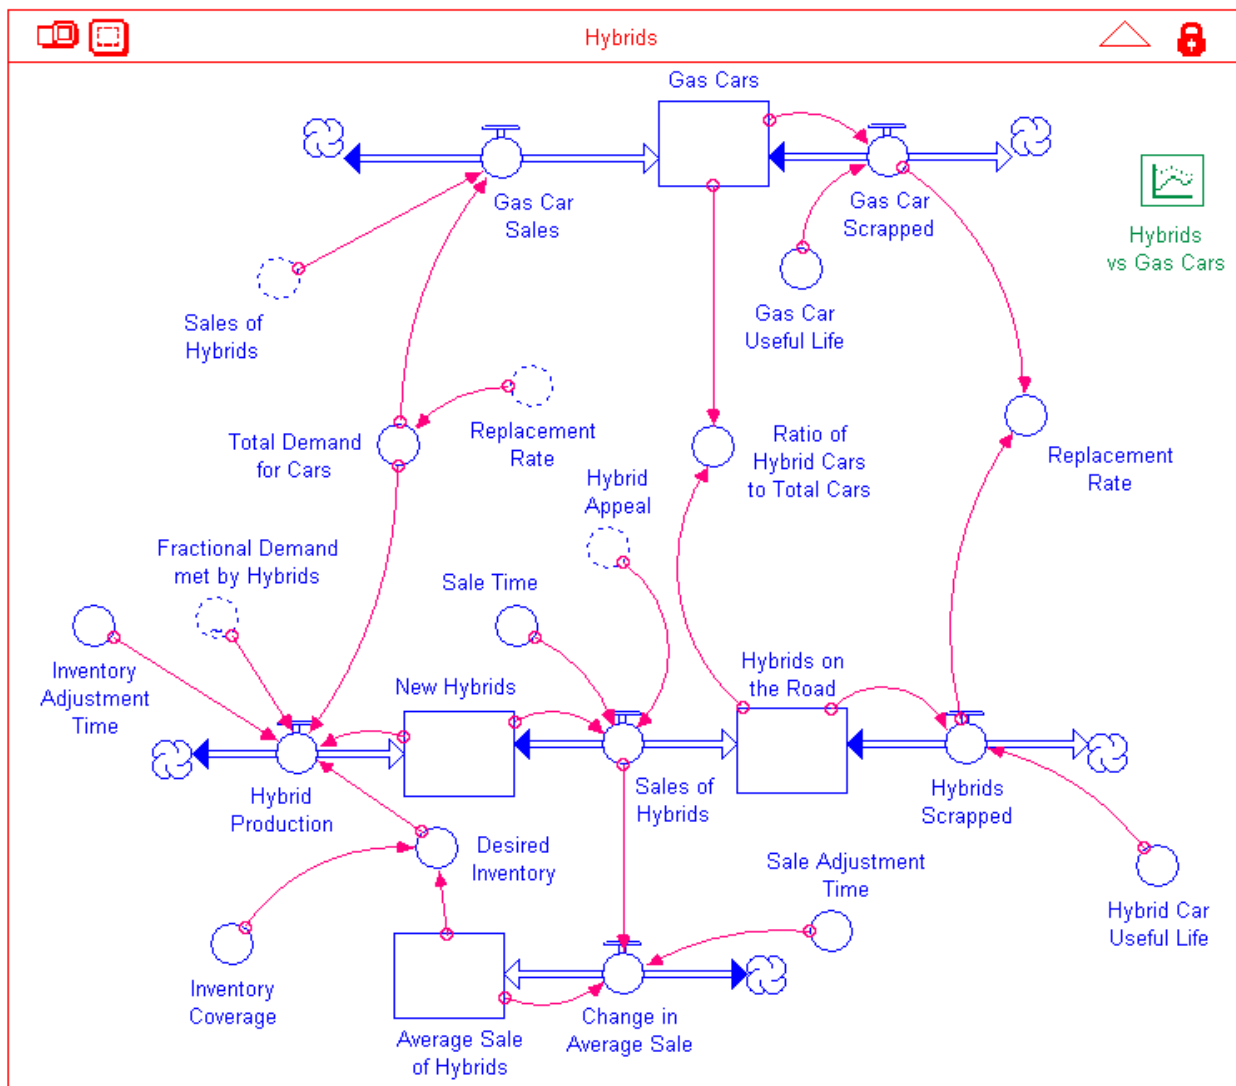 Hybrids
Gas Cars
Gas Car
Sales
Gas Car
Scrapped
Hybrids
vs Gas Cars
Sales of
Hybrids
Gas Car
Useful Life
Total Demand
for Cars
Replacement
Rate
Ratio of
Hybrid Cars
to Total Cars
Replacement
Rate
Hybrid
Appeal
Fractional Demand
met by Hybrids
Sale Time
Inventory
Adjustment
Time
New Hybrids
Hybrids on
the Road
Hybrid
Production
Sales of
Hybrids
Hybrids
Scrapped
Desired
Inventory
Sale Adjustment
Time
Hybrid Car
Useful Life
Inventory
Coverage
Average Sale
of Hybrids
Change in
Average Sale